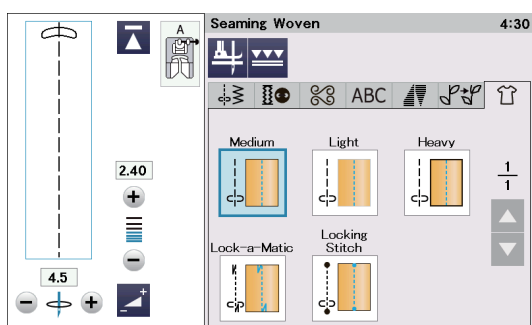 Seaming Woven 4:30
A
ABC
Medium Light Heavy
1
1
2.40
Lock-a-Matic
Locking
Stitch
4.5